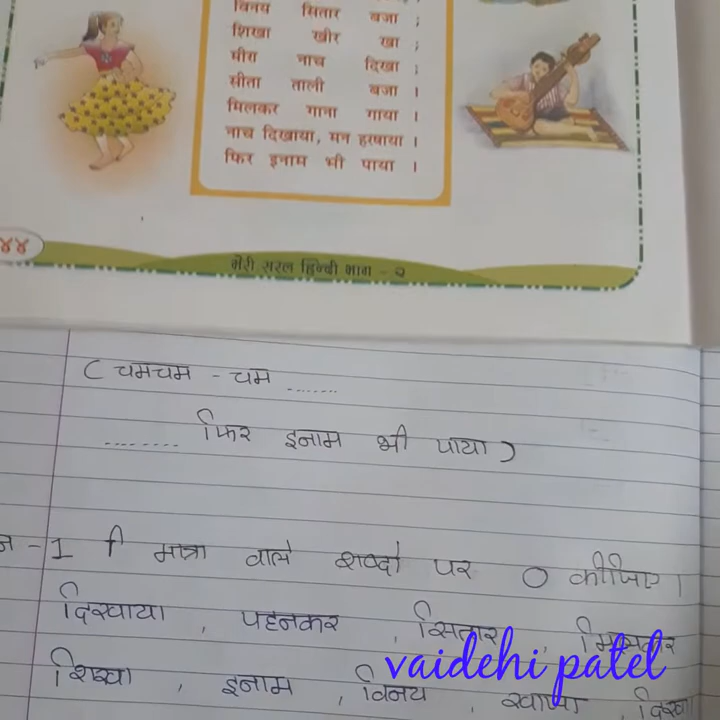 विनय सितार बजा ;
शिखा खीर खा ;
मीरा नाच दिखा ;
सीता ताली बजा ।
मिलकर गाना गाया ।
नाच दिखाया, मन हरषाया ।
फिर इनाम भी पाया ।
४४
मेरी सरल हिन्दी भाग - २
( चमचम - चम ........
........ फिर इनाम भी पाया )
- 1 ि मात्रा वाले शब्दो पर O कीजिए।
दिखाया , पहनकर , सितार , मिलकर
शिखा , इनाम , विनय , खाया , दिखा
vaidehi patel